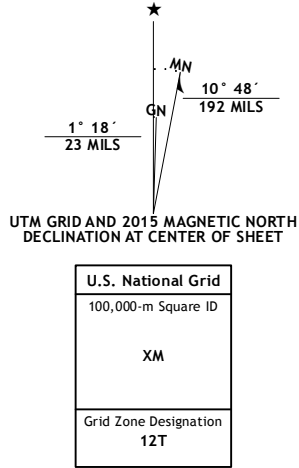 ★
MN
GN
10° 48´
192 MILS
1° 18´
23 MILS
UTM GRID AND 2015 MAGNETIC NORTH
DECLINATION AT CENTER OF SHEET
U.S. National Grid
100,000-m Square ID
XM
Grid Zone Designation
12T